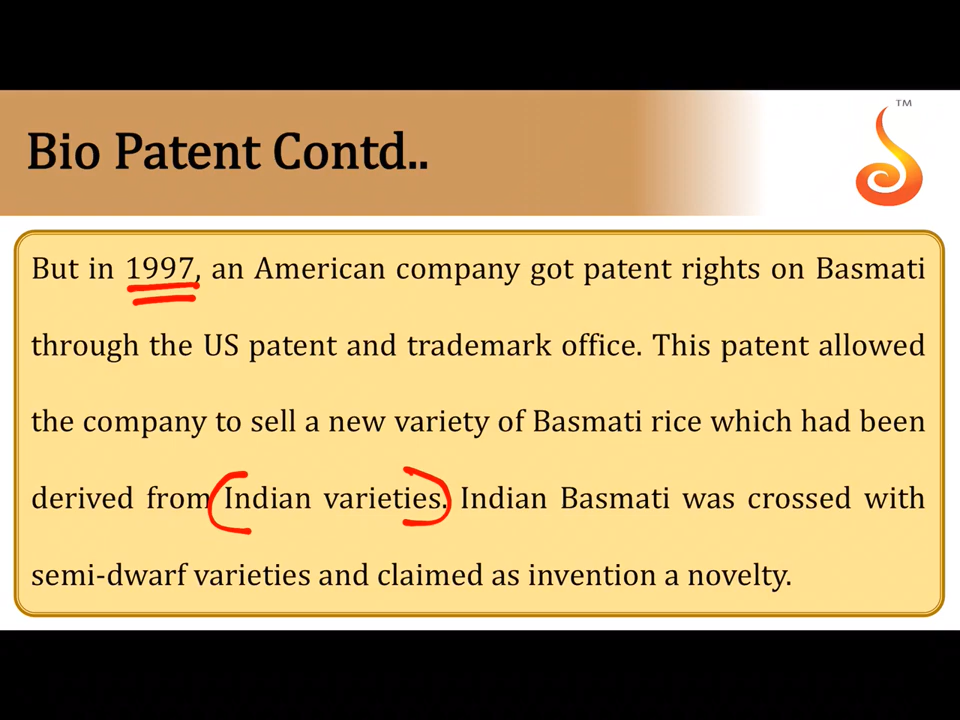 Bio Patent Contd..
TM
But in 1997, an American company got patent rights on Basmati
through the US patent and trademark office. This patent allowed
the company to sell a new variety of Basmati rice which had been
derived from Indian varieties. Indian Basmati was crossed with
semi-dwarf varieties and claimed as invention a novelty.